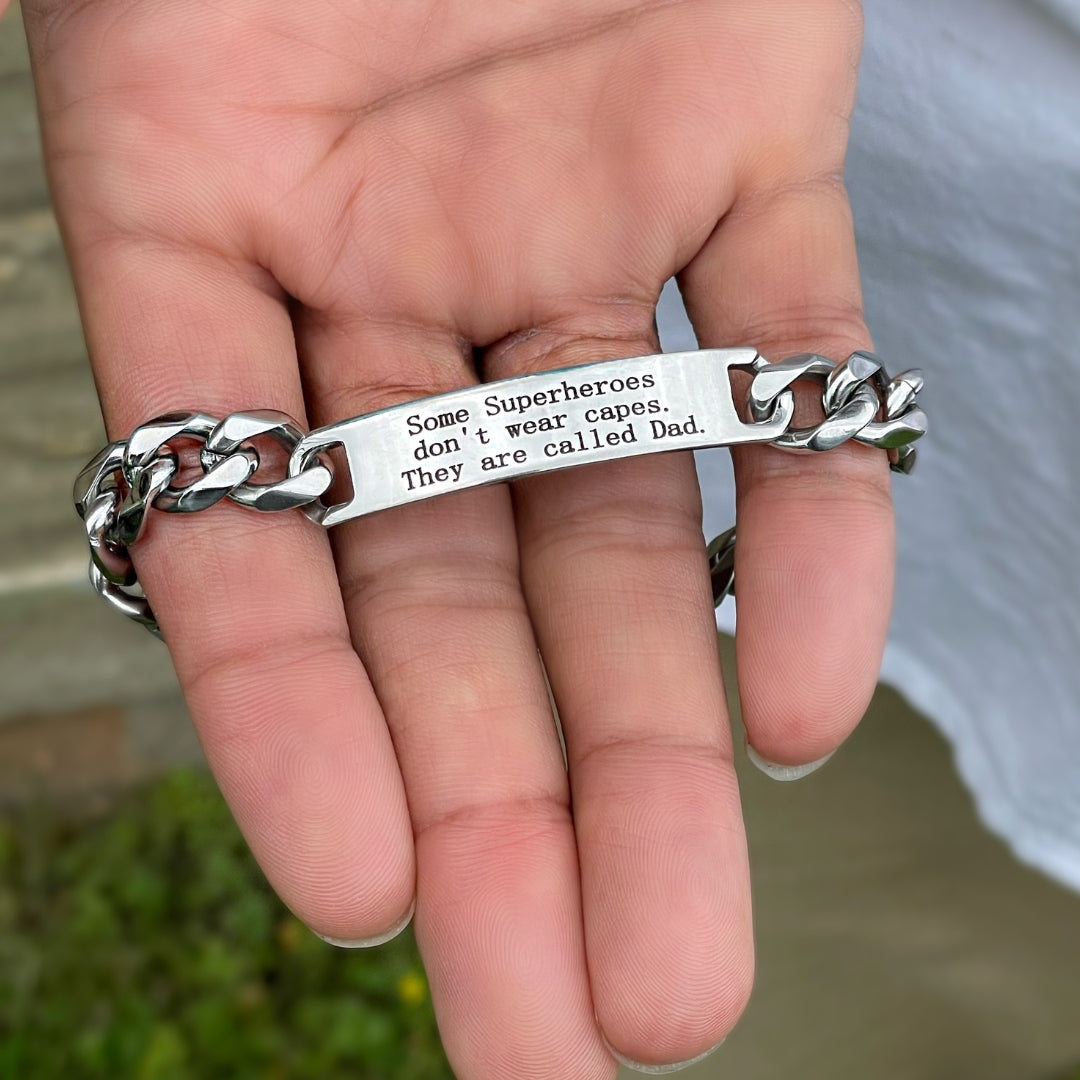 Some Superheroes
don't wear capes.
They are called Dad.